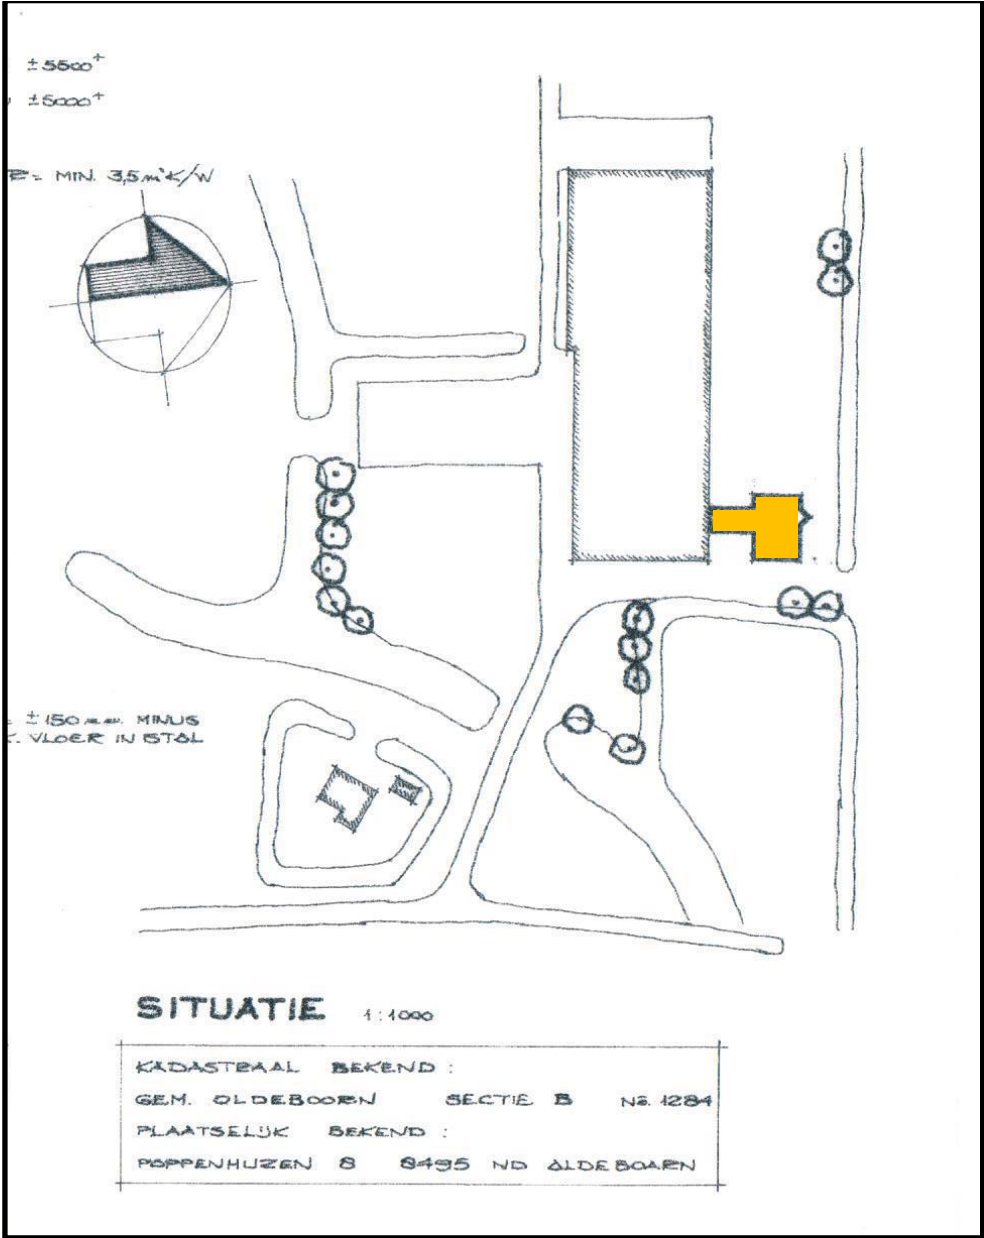 ±5500+
±5000+
= MIN. 3,5 m²K/W
= ±150 mm. MINUS
K. VLOER IN STAL
SITUATIE 1:1000
KADASTRAAL BEKEND :
GEM. OLDEBOORN SECTIE B No. 1284
PLAATSELIJK BEKEND :
POPPENHUZEN 8 8495 ND ALDEBOARN